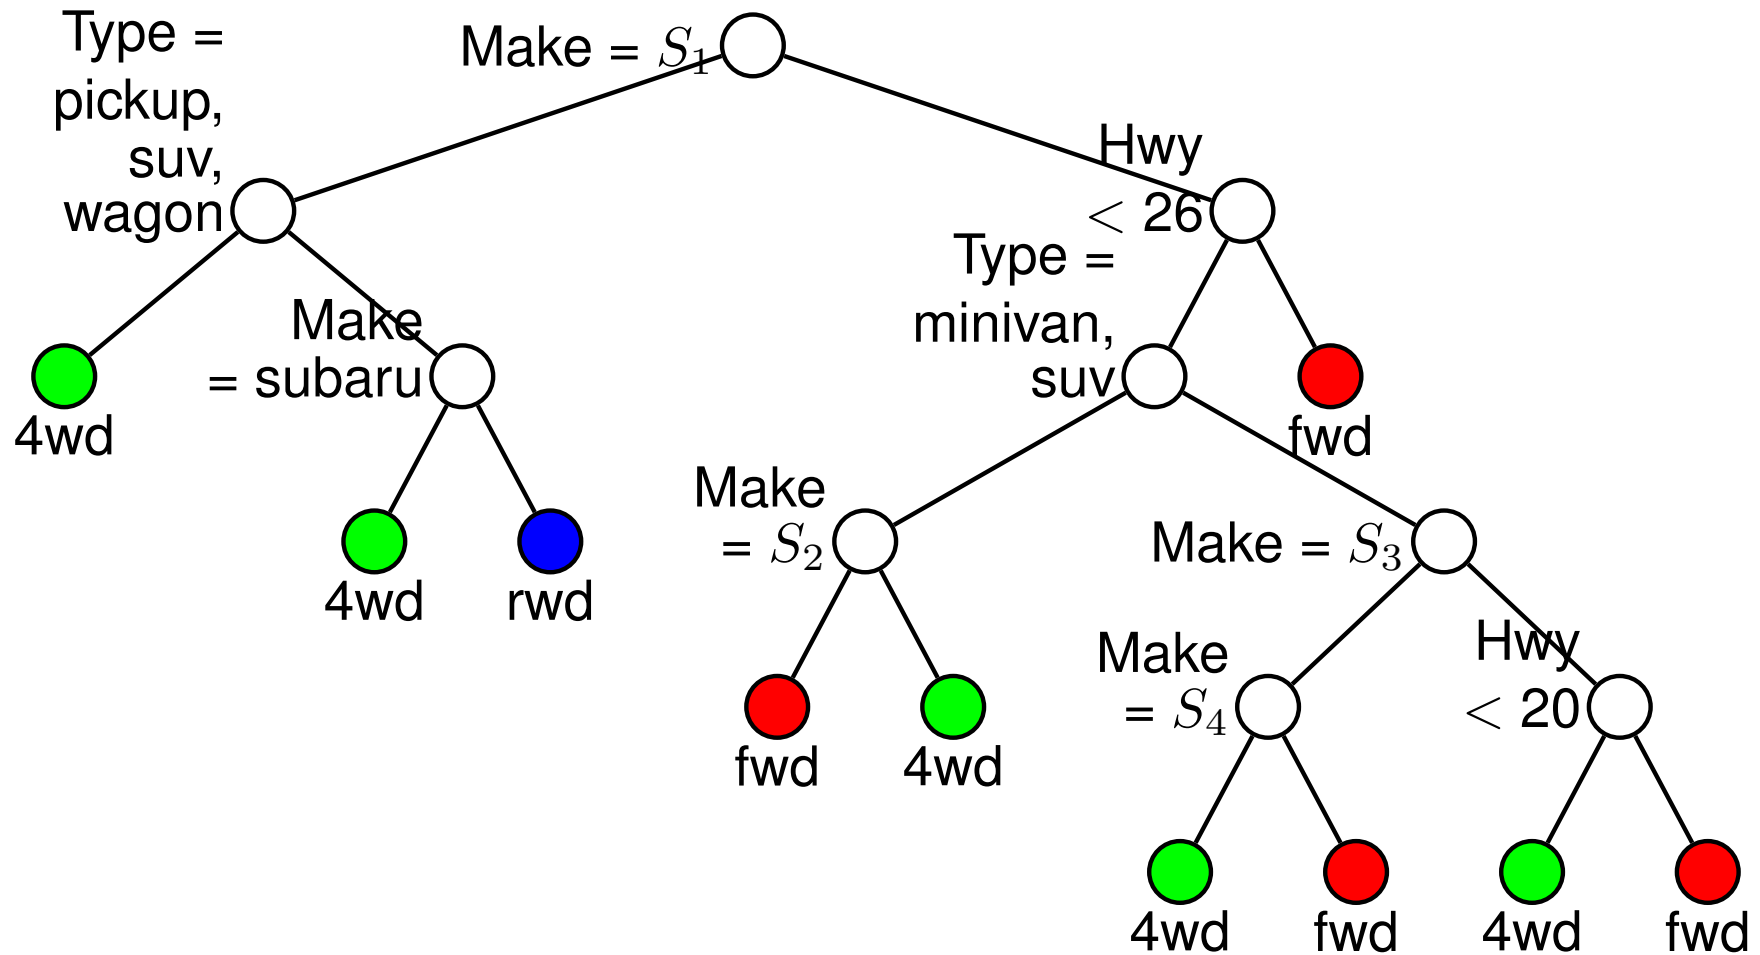 Type =
pickup,
suv,
wagon
Make = S₁
Hwy
< 26
4wd
Make
= subaru
4wd
rwd
Type =
minivan,
suv
fwd
Make
= S₂
fwd
4wd
Make = S₃
Make
= S₄
4wd
fwd
Hwy
< 20
4wd
fwd